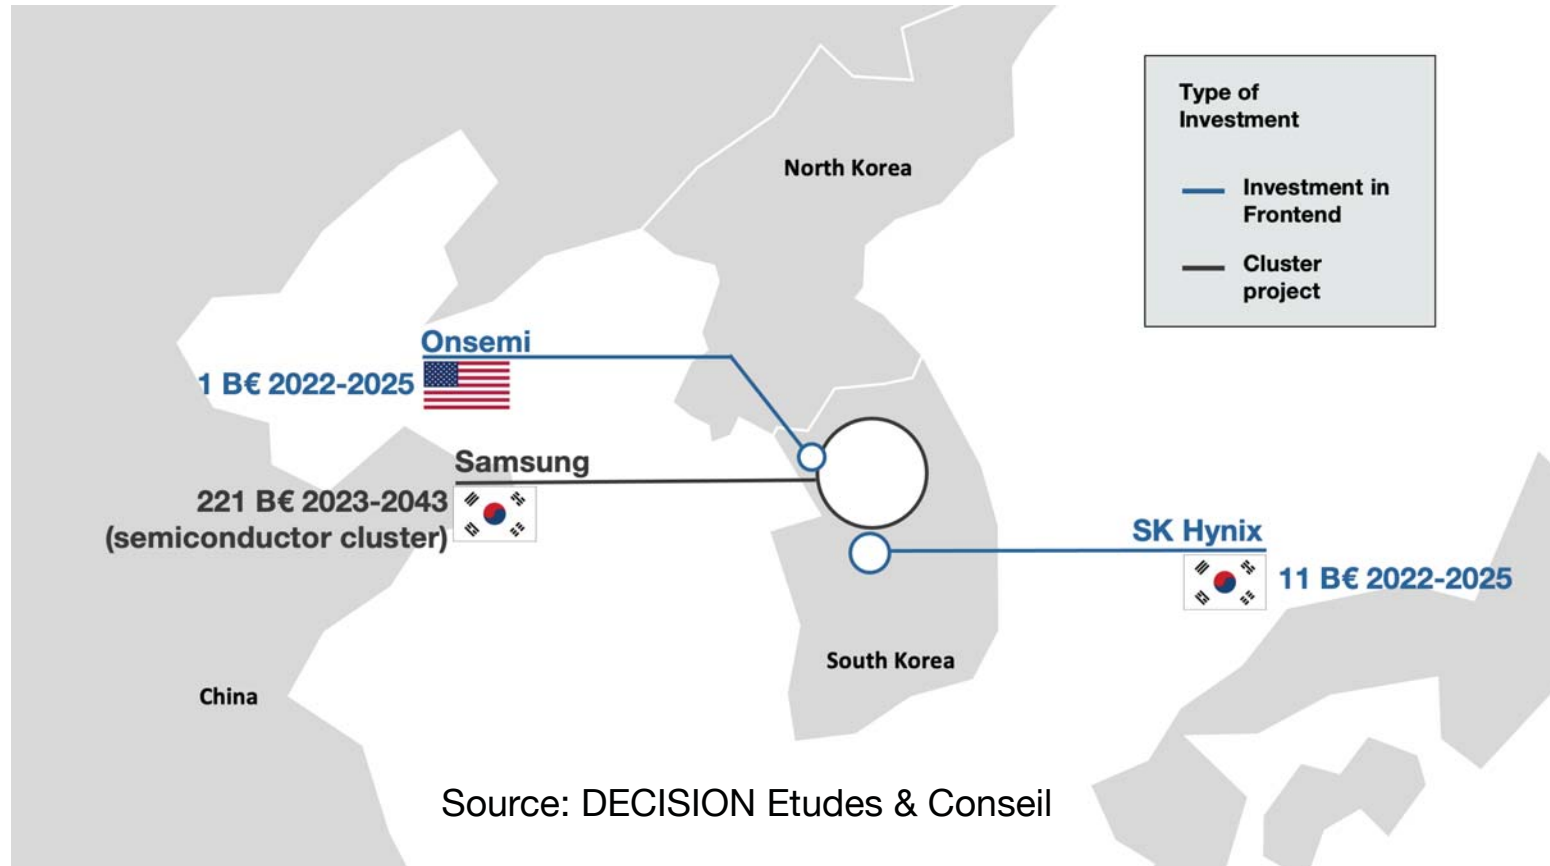 Type of
Investment
Investment in
Frontend
Cluster
project
North Korea
Onsemi
1 B€ 2022-2025
Samsung
221 B€ 2023-2043
(semiconductor cluster)
SK Hynix
11 B€ 2022-2025
South Korea
China
Source: DECISION Etudes & Conseil